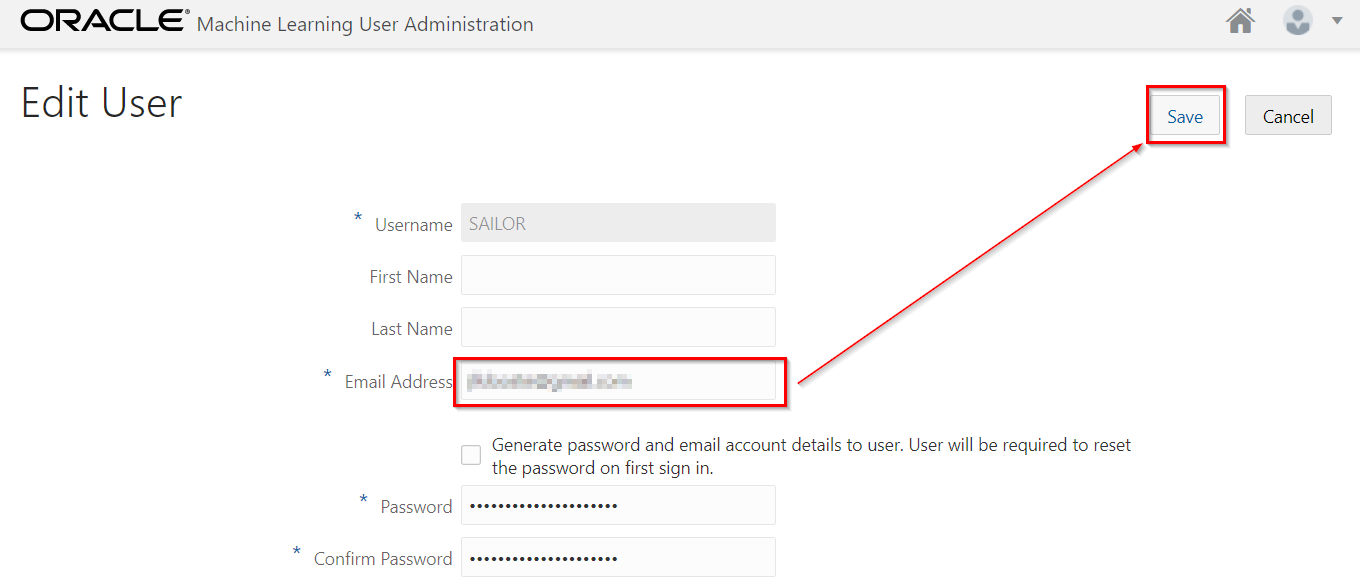 ORACLE® Machine Learning User Administration
Edit User
Save
Cancel
* Username SAILOR
First Name
Last Name
* Email Address
Generate password and email account details to user. User will be required to reset
the password on first sign in.
* Password •••••••••••••••••••••
* Confirm Password •••••••••••••••••••••